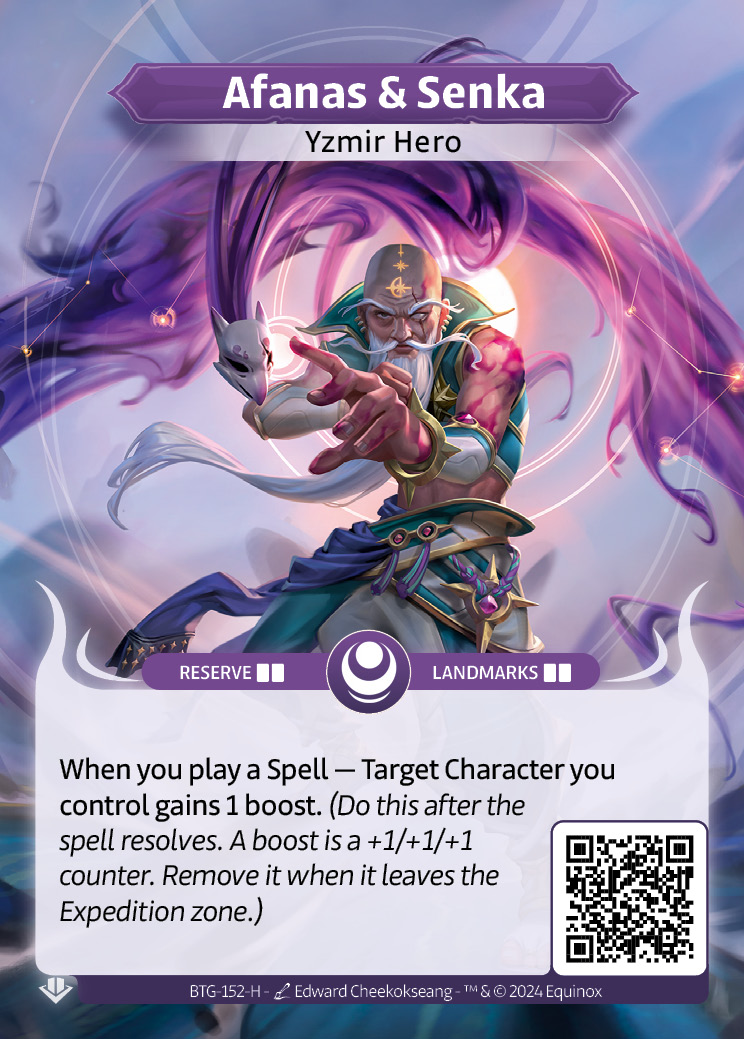 Afanas & Senka
Yzmir Hero
RESERVE
LANDMARKS
When you play a Spell — Target Character you
control gains 1 boost. (Do this after the
spell resolves. A boost is a +1/+1/+1
counter. Remove it when it leaves the
Expedition zone.)
BTG-152-H - Edward Cheekokseang - ™ & © 2024 Equinox